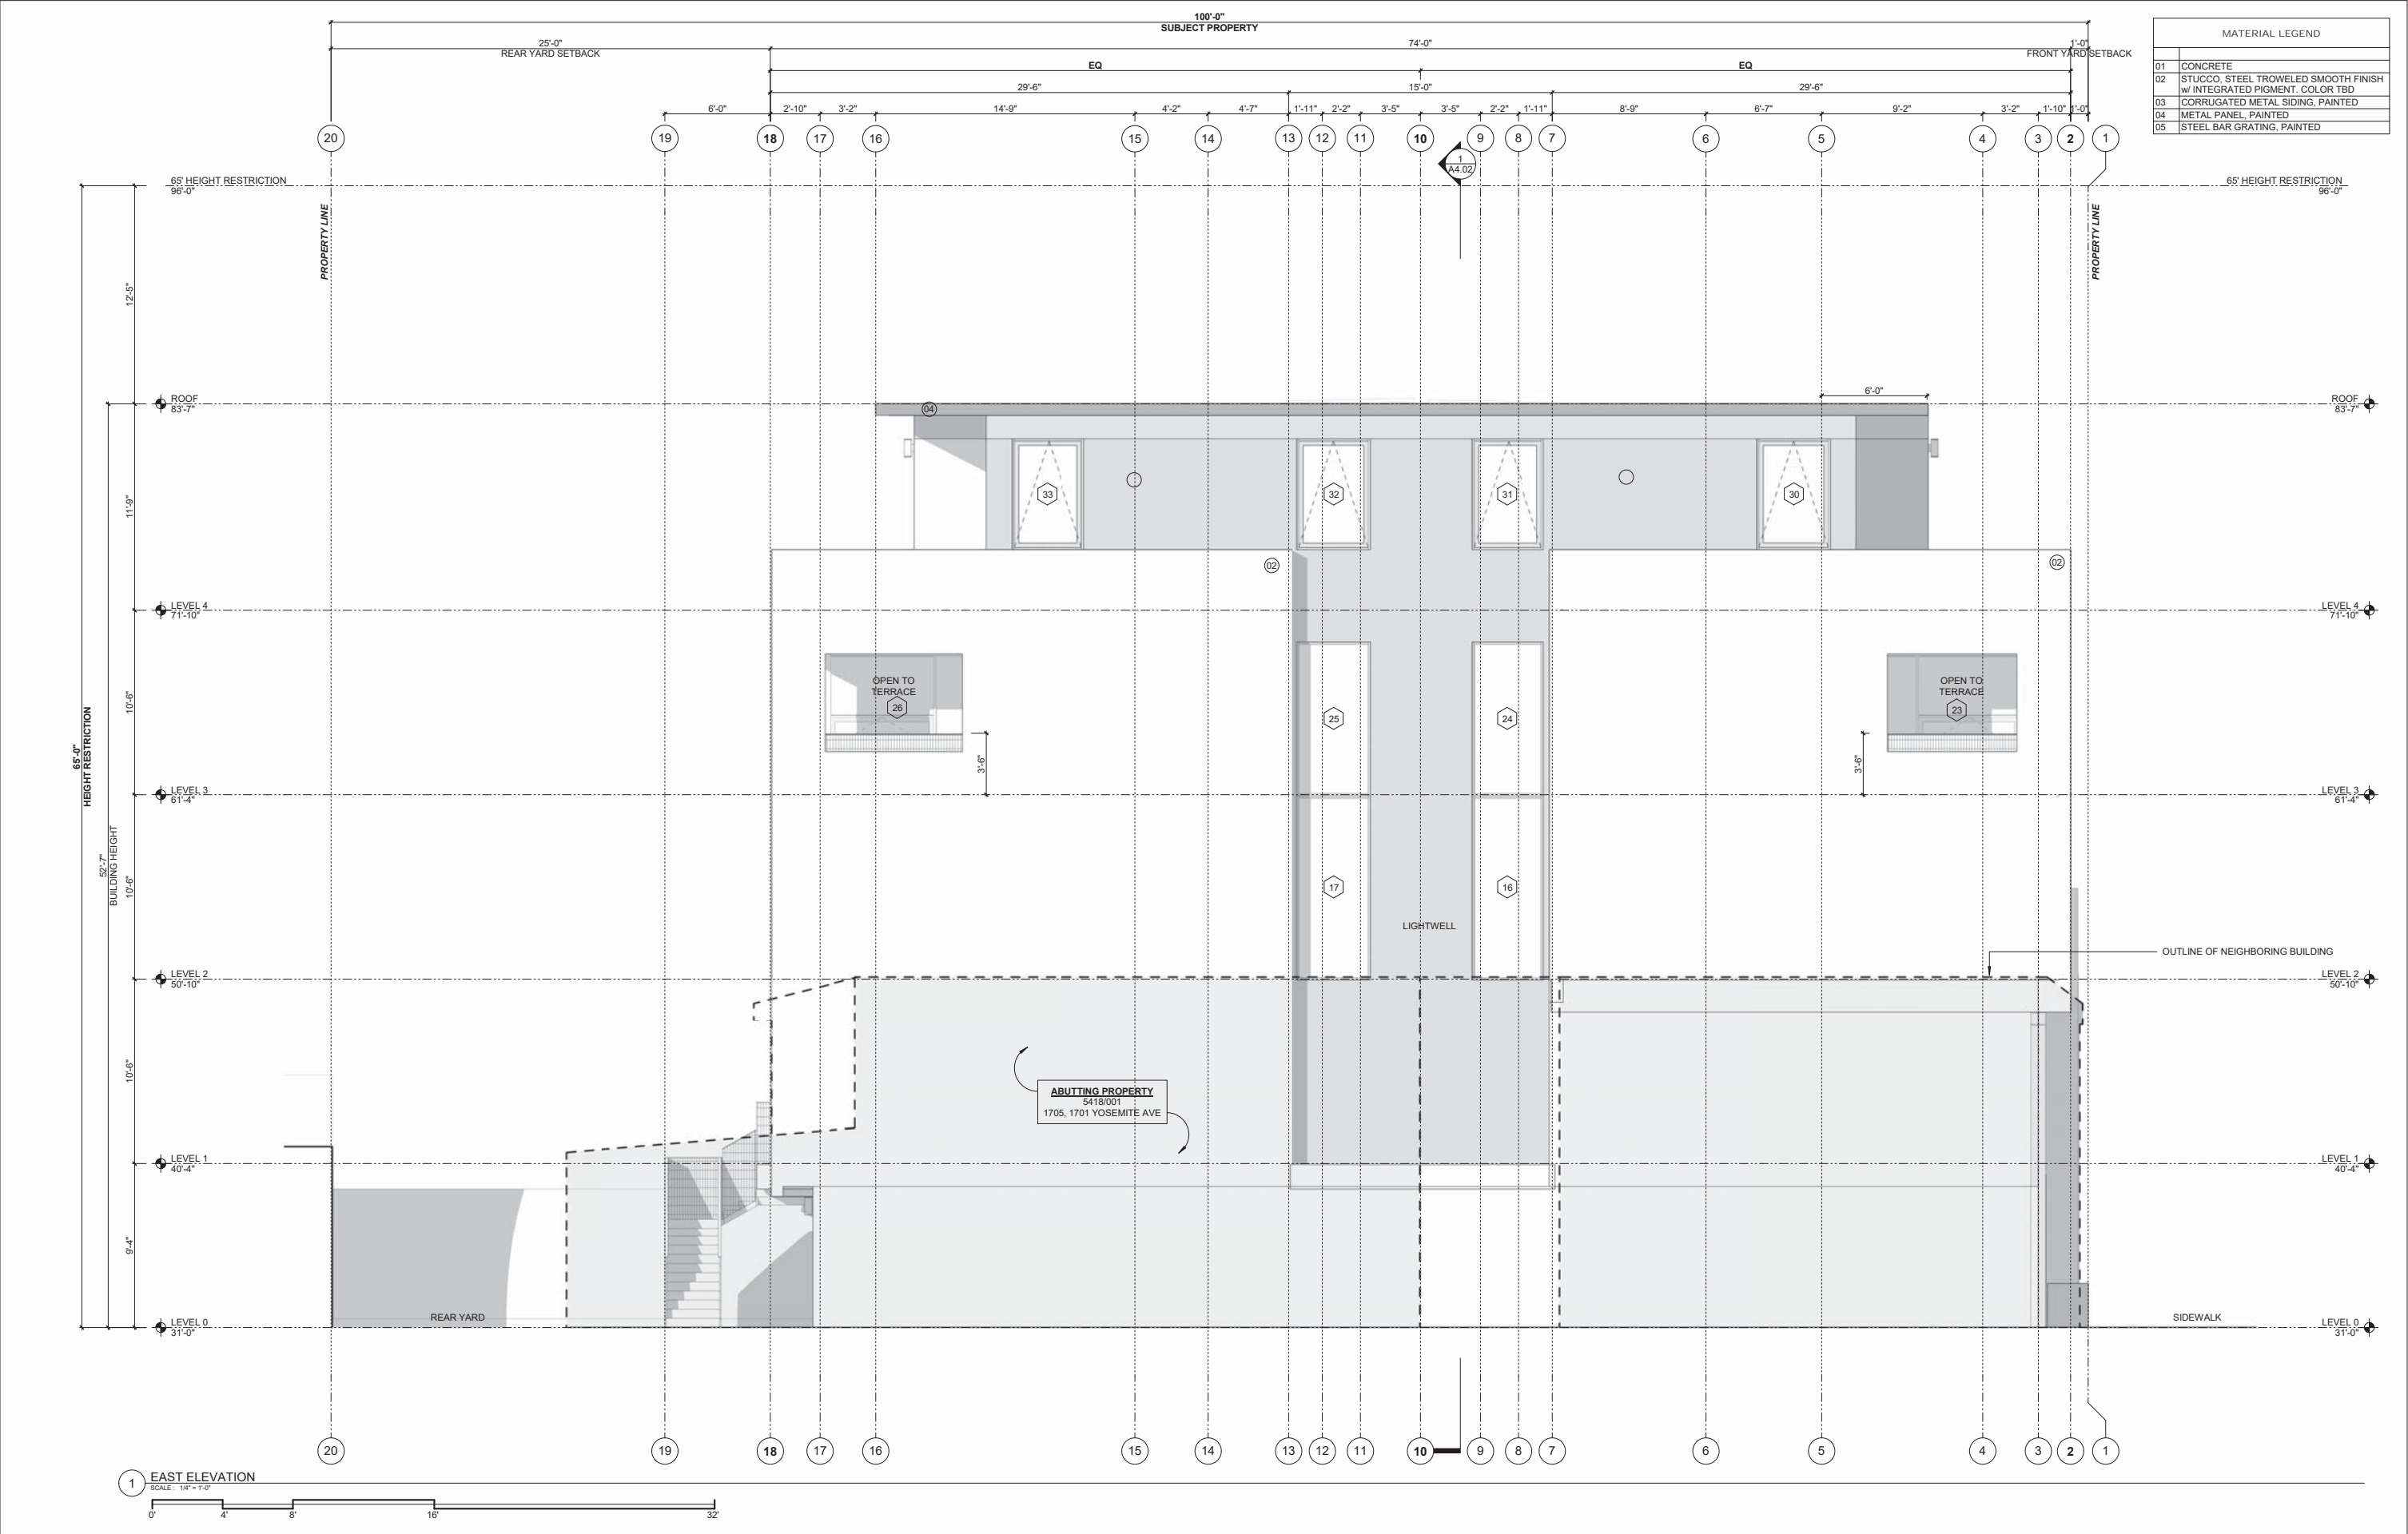 100'-0"
SUBJECT PROPERTY
25'-0"
REAR YARD SETBACK
74'-0"
1'-0"
FRONT YARD SETBACK
EQ
EQ
29'-6"
15'-0"
29'-6"
6'-0"
2'-10"
3'-2"
14'-9"
4'-2"
4'-7"
1'-11"
2'-2"
3'-5"
3'-5"
2'-2"
1'-11"
8'-9"
6'-7"
9'-2"
3'-2"
1'-10"
1'-0"
20
19
18
17
16
15
14
13
12
11
10
9
8
7
6
5
4
3
2
1
MATERIAL LEGEND
01 CONCRETE
02 STUCCO, STEEL TROWELED SMOOTH FINISH
w/ INTEGRATED PIGMENT. COLOR TBD
03 CORRUGATED METAL SIDING, PAINTED
04 METAL PANEL, PAINTED
05 STEEL BAR GRATING, PAINTED
1
A4.02
65' HEIGHT RESTRICTION
96'-0"
65' HEIGHT RESTRICTION
96'-0"
PROPERTY LINE
PROPERTY LINE
12'-5"
ROOF
83'-7"
ROOF
83'-7"
04
6'-0"
11'-9"
33
32
31
30
02
02
LEVEL 4
71'-10"
LEVEL 4
71'-10"
65'-0"
HEIGHT RESTRICTION
52'-7"
BUILDING HEIGHT
10'-6"
OPEN TO
TERRACE
26
25
24
OPEN TO
TERRACE
23
3'-6"
3'-6"
LEVEL 3
61'-4"
LEVEL 3
61'-4"
10'-6"
17
16
LIGHTWELL
OUTLINE OF NEIGHBORING BUILDING
LEVEL 2
50'-10"
LEVEL 2
50'-10"
10'-6"
ABUTTING PROPERTY
5418/001
1705, 1701 YOSEMITE AVE
LEVEL 1
40'-4"
LEVEL 1
40'-4"
9'-4"
REAR YARD
SIDEWALK
LEVEL 0
31'-0"
LEVEL 0
31'-0"
20
19
18
17
16
15
14
13
12
11
10
9
8
7
6
5
4
3
2
1
1
EAST ELEVATION
SCALE : 1/4" = 1'-0"
0'
4'
8'
16'
32'